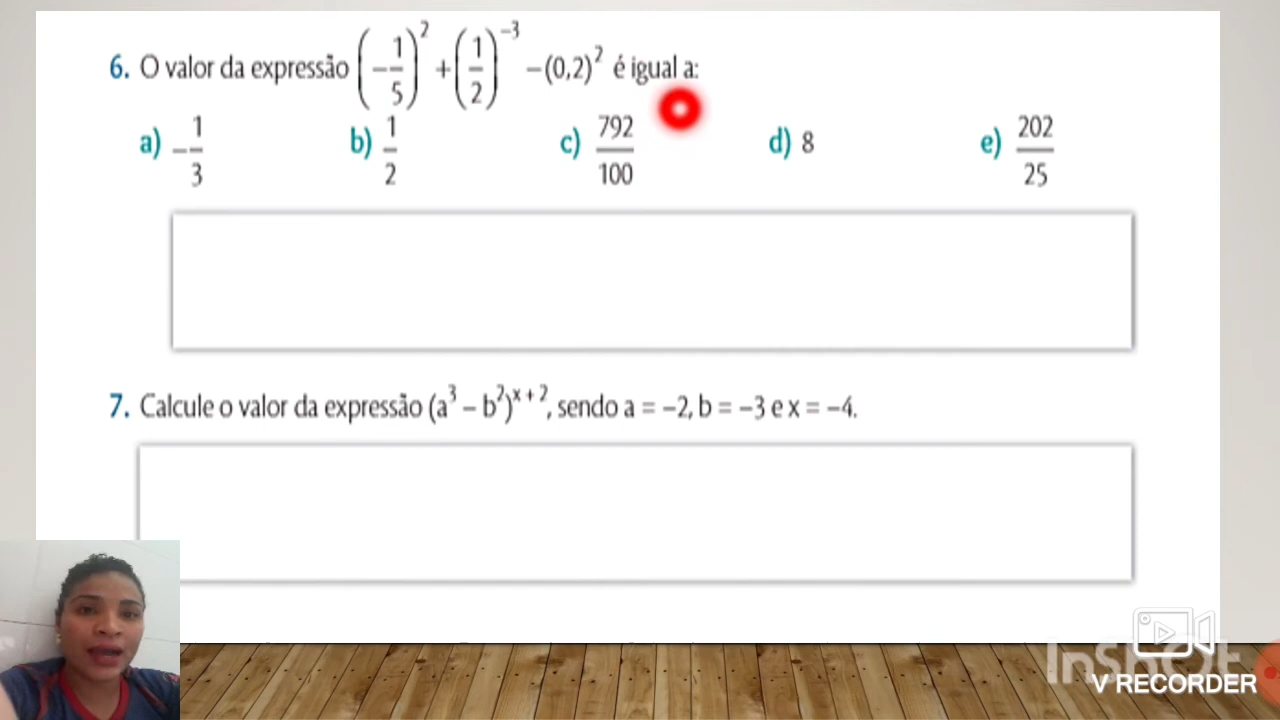 6. O valor da expressão (−1/5)² + (1/2)⁻³ − (0,2)² é igual a:
a) −1/3 b) 1/2 c) 792/100 d) 8 e) 202/25
7. Calcule o valor da expressão (a³ − b²)ˣ⁺², sendo a = −2, b = −3 e x = −4.
InShOt
V RECORDER